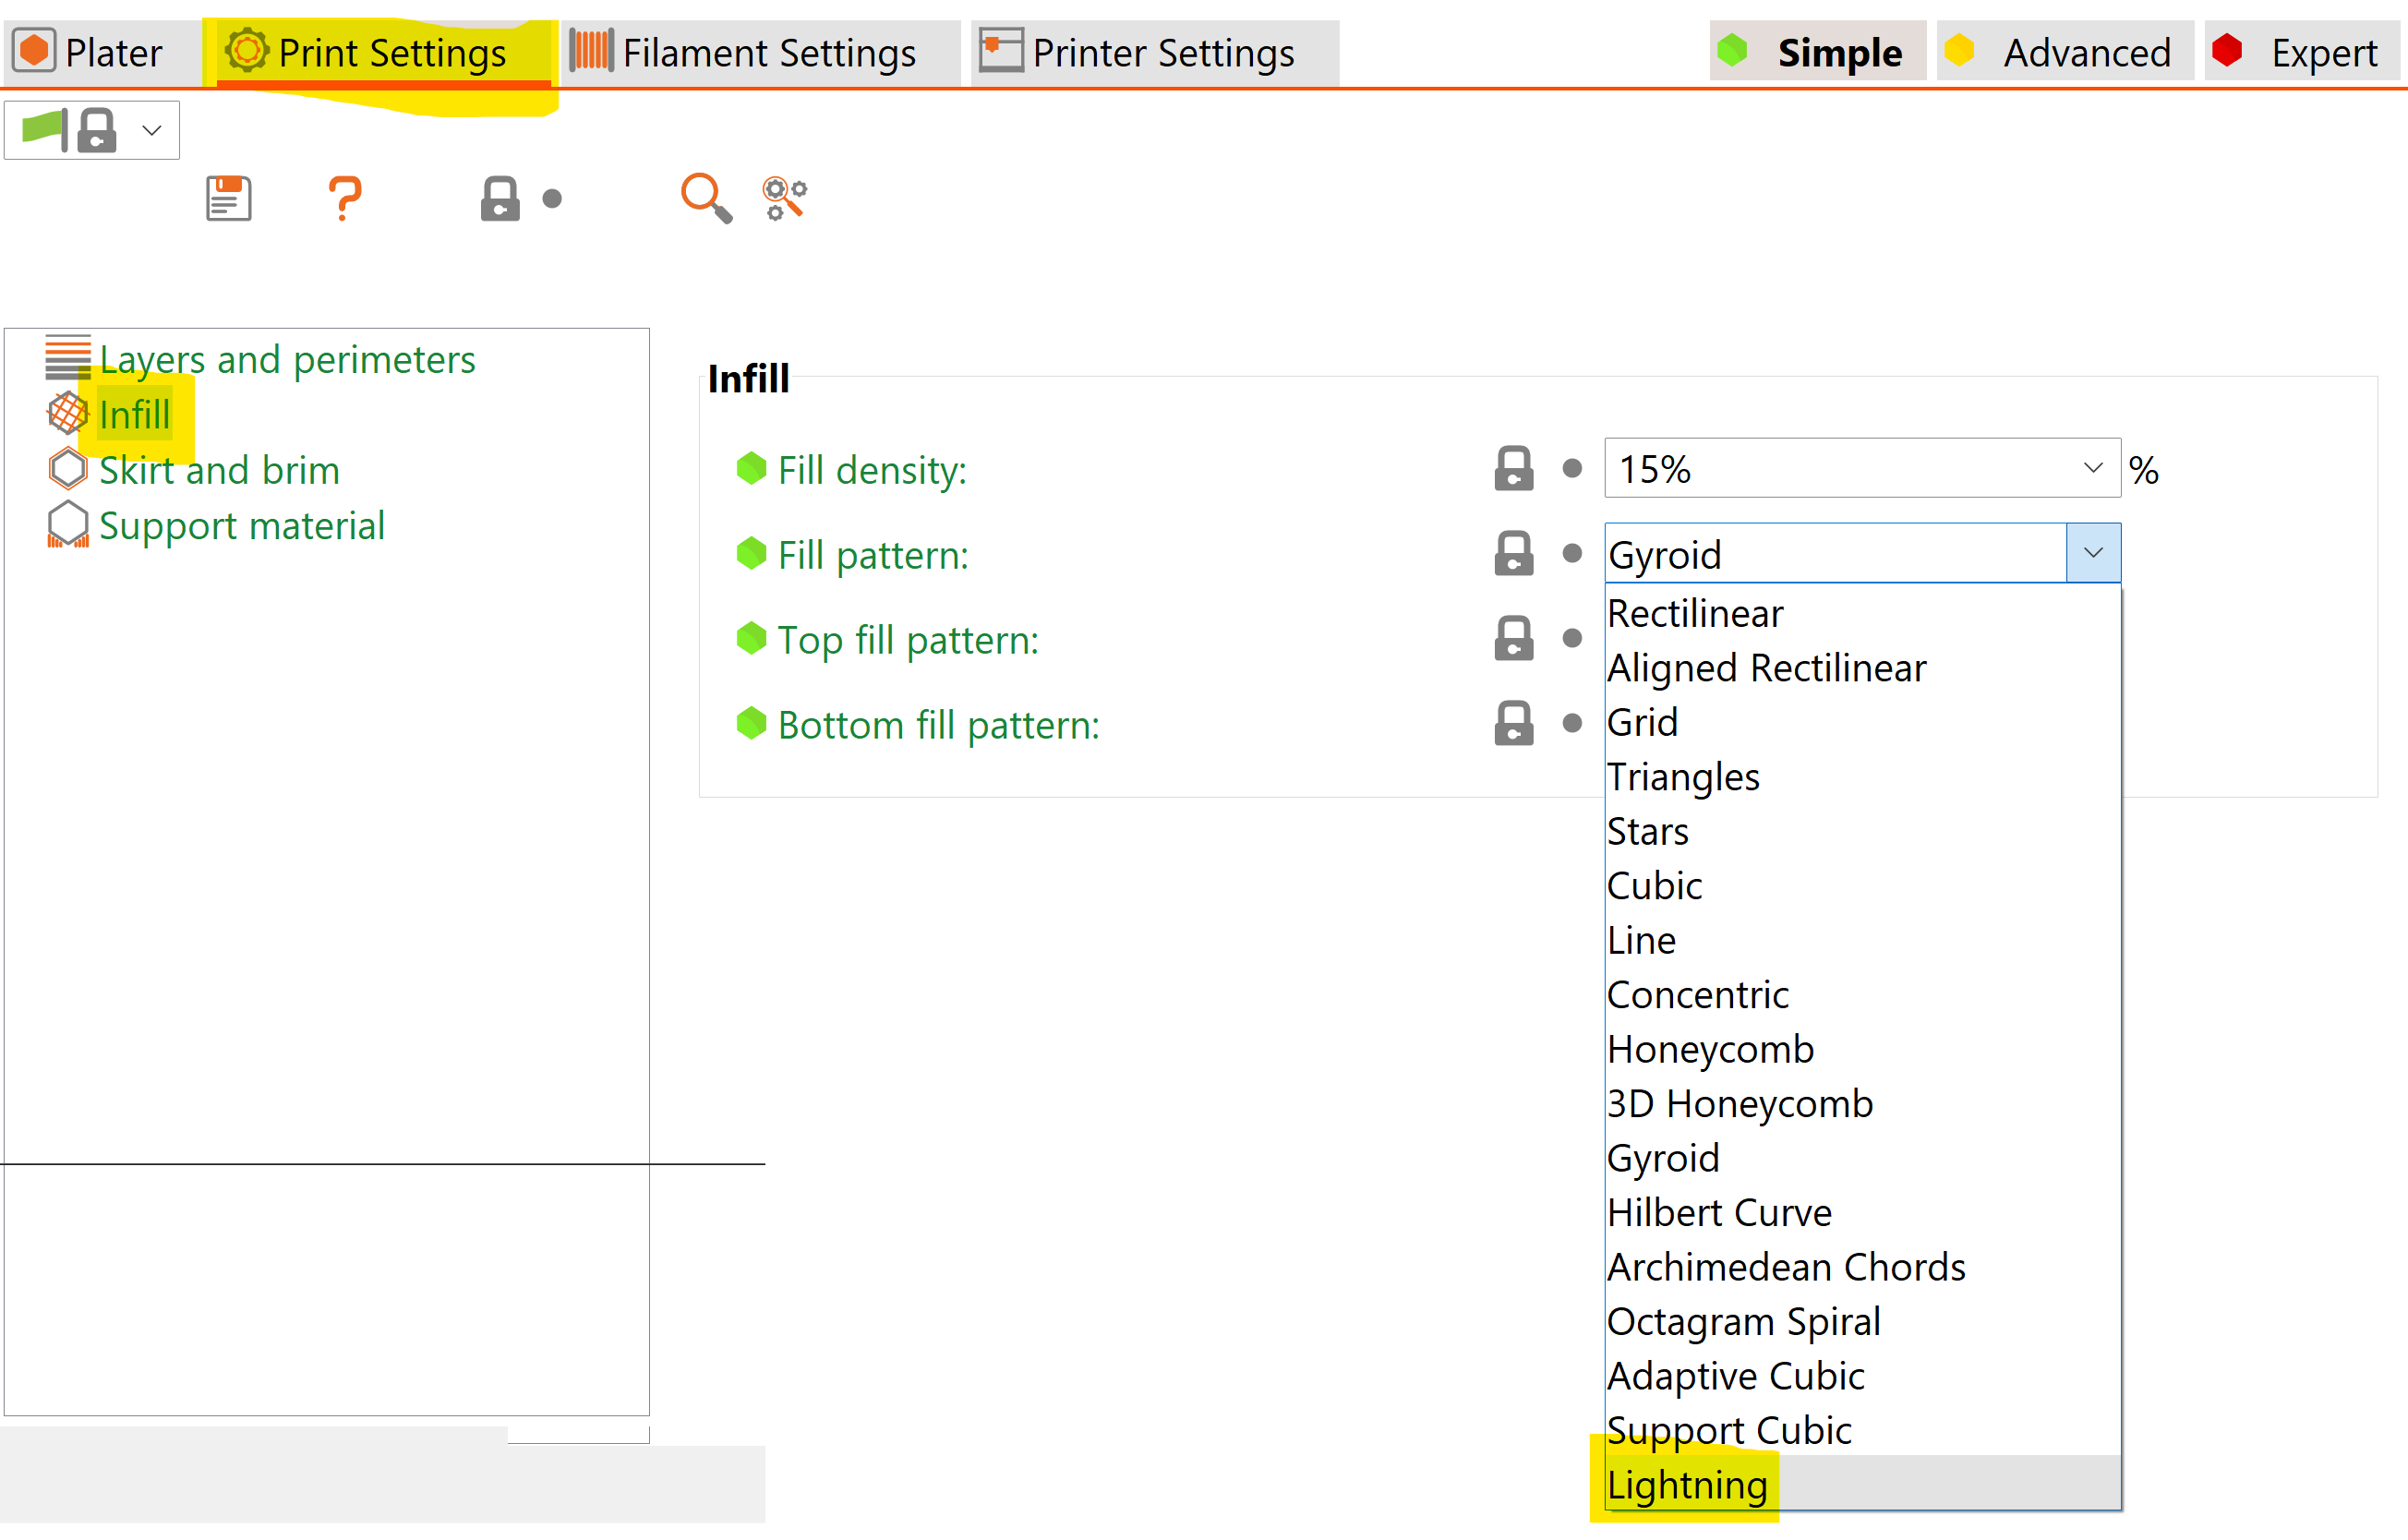 Plater Print Settings Filament Settings Printer Settings Simple Advanced Expert
Layers and perimeters
Infill
Skirt and brim
Support material
Infill
Fill density: 15% %
Fill pattern: Gyroid
Top fill pattern:
Bottom fill pattern:
Rectilinear
Aligned Rectilinear
Grid
Triangles
Stars
Cubic
Line
Concentric
Honeycomb
3D Honeycomb
Gyroid
Hilbert Curve
Archimedean Chords
Octagram Spiral
Adaptive Cubic
Support Cubic
Lightning